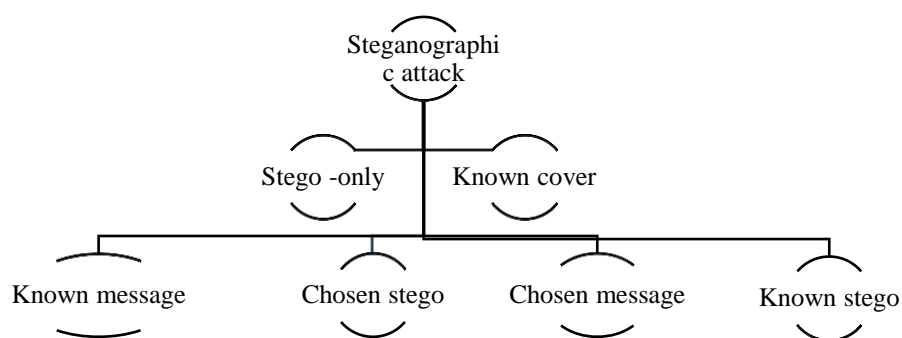 Steganographi
c attack
Stego -only
Known cover
Known message
Chosen stego
Chosen message
Known stego